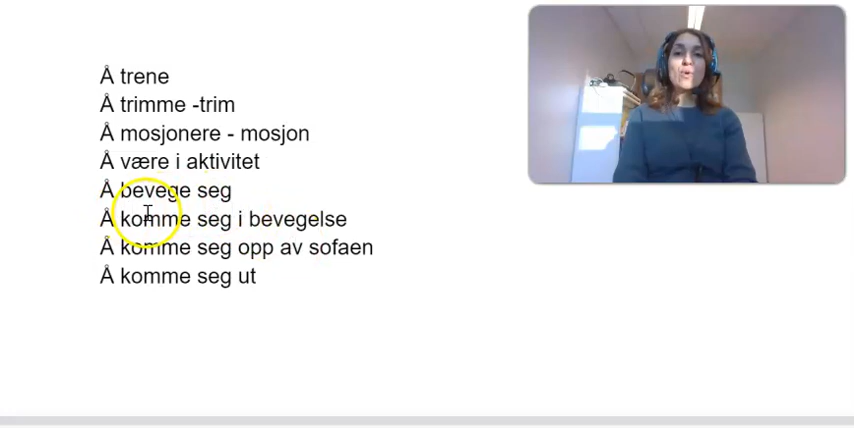 Å trene
Å trimme -trim
Å mosjonere - mosjon
Å være i aktivitet
Å bevege seg
Å komme seg i bevegelse
Å komme seg opp av sofaen
Å komme seg ut